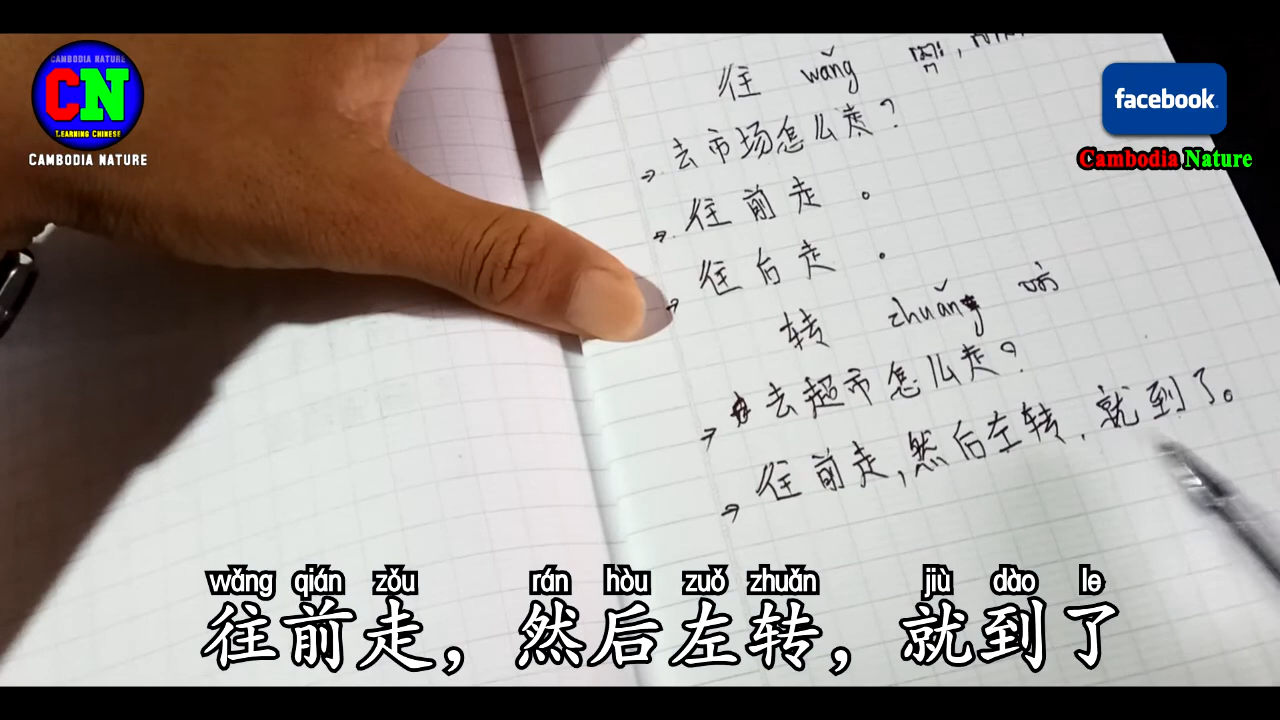 CAMBODIA NATURE
CN
LEARNING CHINESE
CAMBODIA NATURE
facebook
Cambodia Nature
往 wǎng
去市场怎么走?
往前走。
往后走.
转 zhuǎn
去超市怎么走?
往前走,然后左转,就到了。
wǎng qián zǒu rán hòu zuǒ zhuǎn jiù dào le
往前走，然后左转，就到了